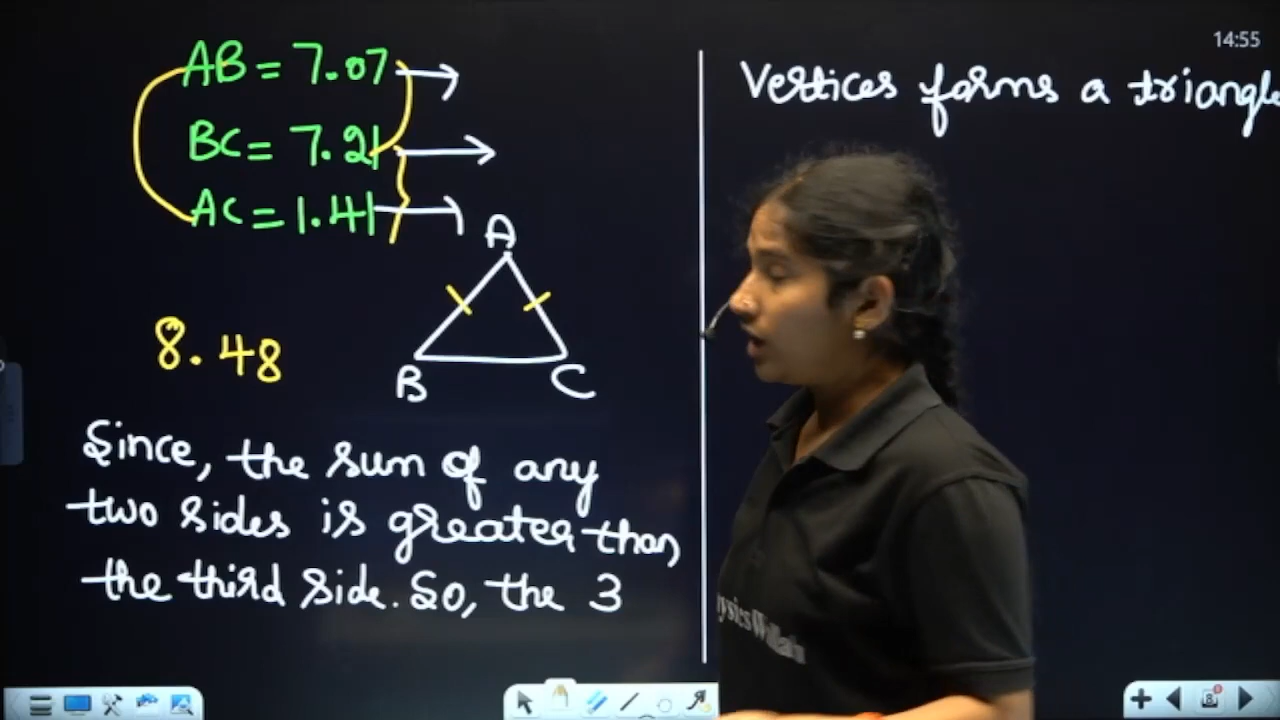 14:55
AB = 7.07
BC = 7.21
AC = 1.41
A
B
C
8.48
Since, the sum of any
two sides is greater than
the third side. So, the 3
Vertices forms a triangle